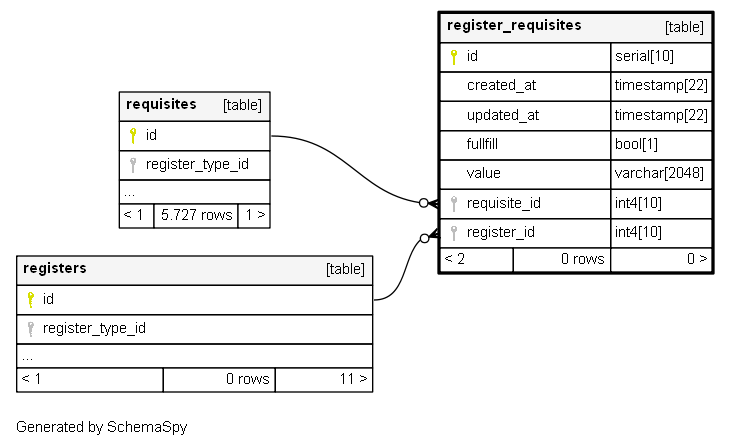 register_requisites [table]
id serial[10]
created_at timestamp[22]
updated_at timestamp[22]
fullfill bool[1]
value varchar[2048]
requisite_id int4[10]
register_id int4[10]
< 2 0 rows 0 >
requisites [table]
id
register_type_id
...
< 1 5.727 rows 1 >
registers [table]
id
register_type_id
...
< 1 0 rows 11 >
Generated by SchemaSpy